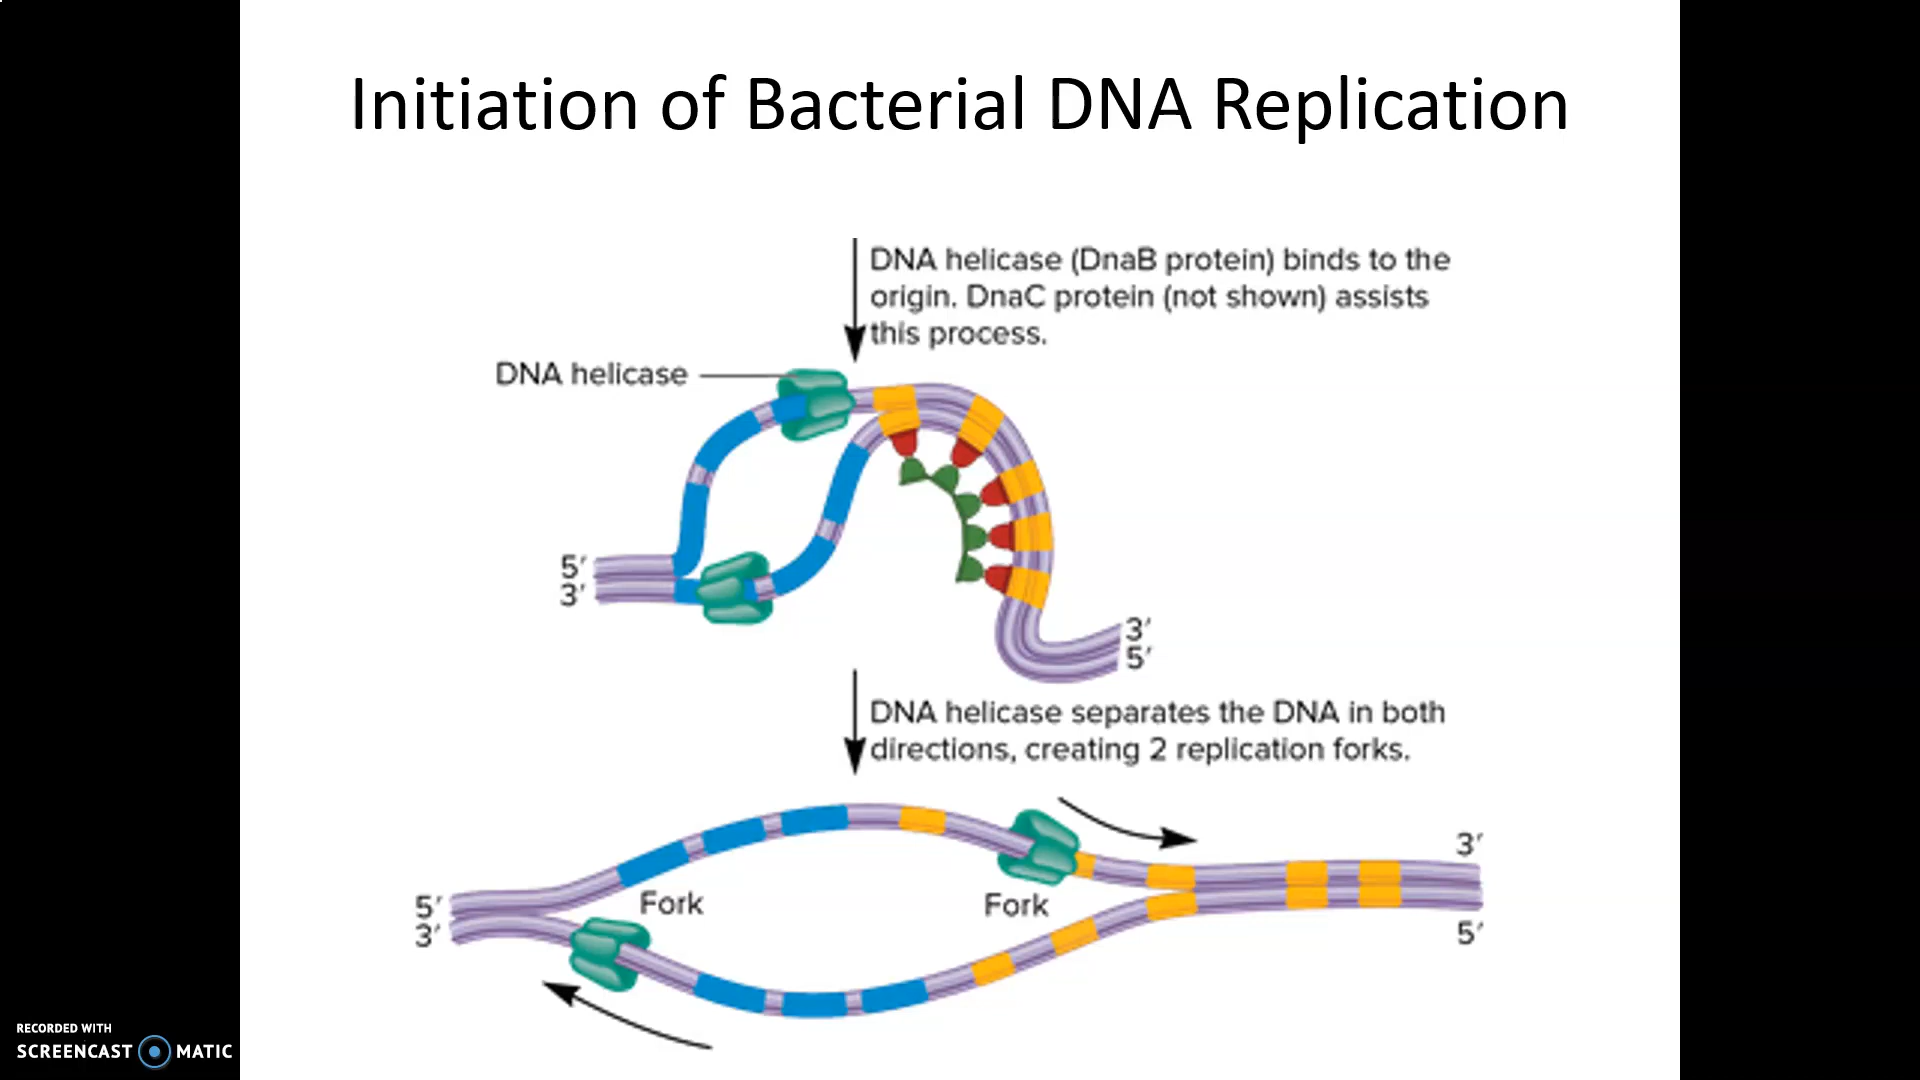 Initiation of Bacterial DNA Replication
DNA helicase (DnaB protein) binds to the
origin. DnaC protein (not shown) assists
this process.
DNA helicase
5′
3′
3′
5′
DNA helicase separates the DNA in both
directions, creating 2 replication forks.
3′
5′
Fork
Fork
3′
5′
RECORDED WITH
SCREENCAST MATIC